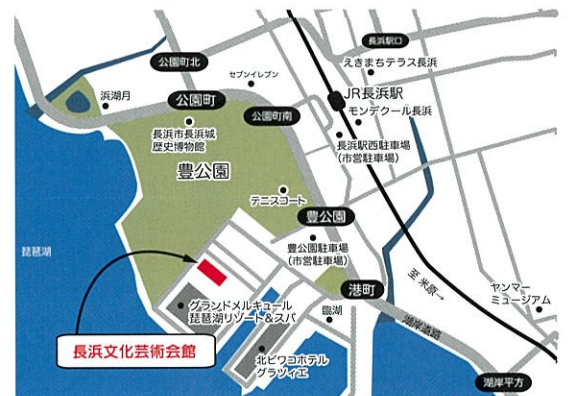 長浜駅口
公園町北
えきまちテラス長浜
セブンイレブン
浜湖月
公園町
JR長浜駅
モンデクール長浜
公園町南
長浜市長浜城
歴史博物館
長浜駅西駐車場
(市営駐車場)
豊公園
テニスコート
豊公園
豊公園駐車場
(市営駐車場)
琵琶湖
至 米原→
港町
ヤンマー
ミュージアム
グランドメルキュール
琵琶湖リゾート&スパ
臨湖
湖岸道路
長浜文化芸術会館
北ビワコホテル
グラツィエ
湖岸平方